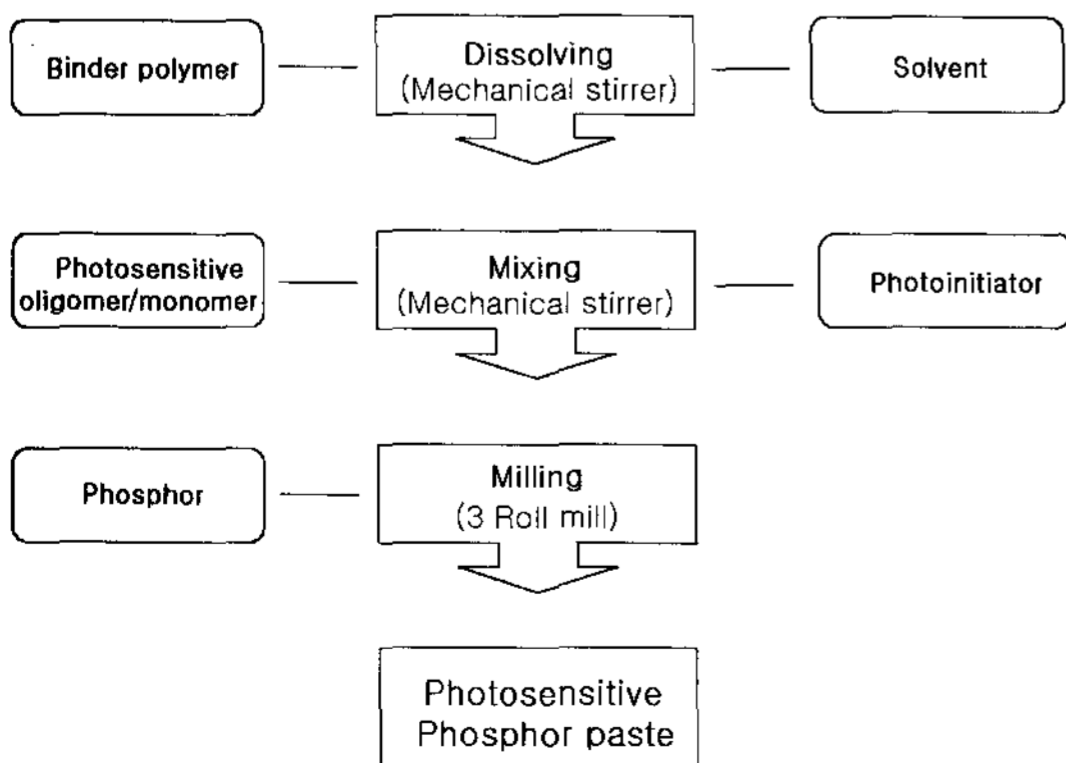 Binder polymer
Dissolving
(Mechanical stirrer)
Solvent
Photosensitive
oligomer/monomer
Mixing
(Mechanical stirrer)
Photoinitiator
Phosphor
Milling
(3 Roll mill)
Photosensitive
Phosphor paste